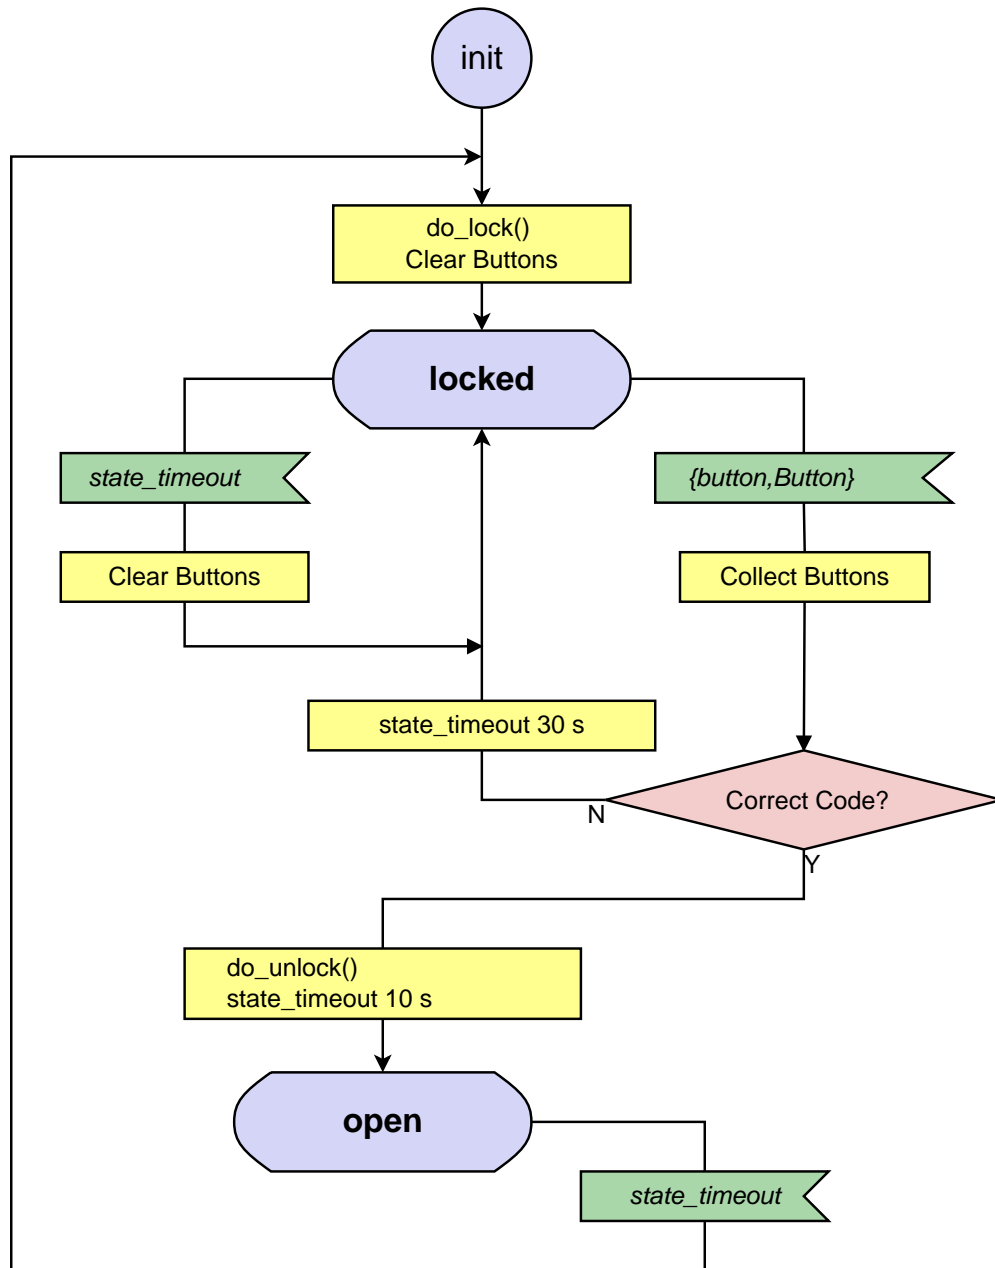 init
do_lock()
Clear Buttons
locked
state_timeout
{button,Button}
Clear Buttons
Collect Buttons
state_timeout 30 s
Correct Code?
N
Y
do_unlock()
state_timeout 10 s
open
state_timeout